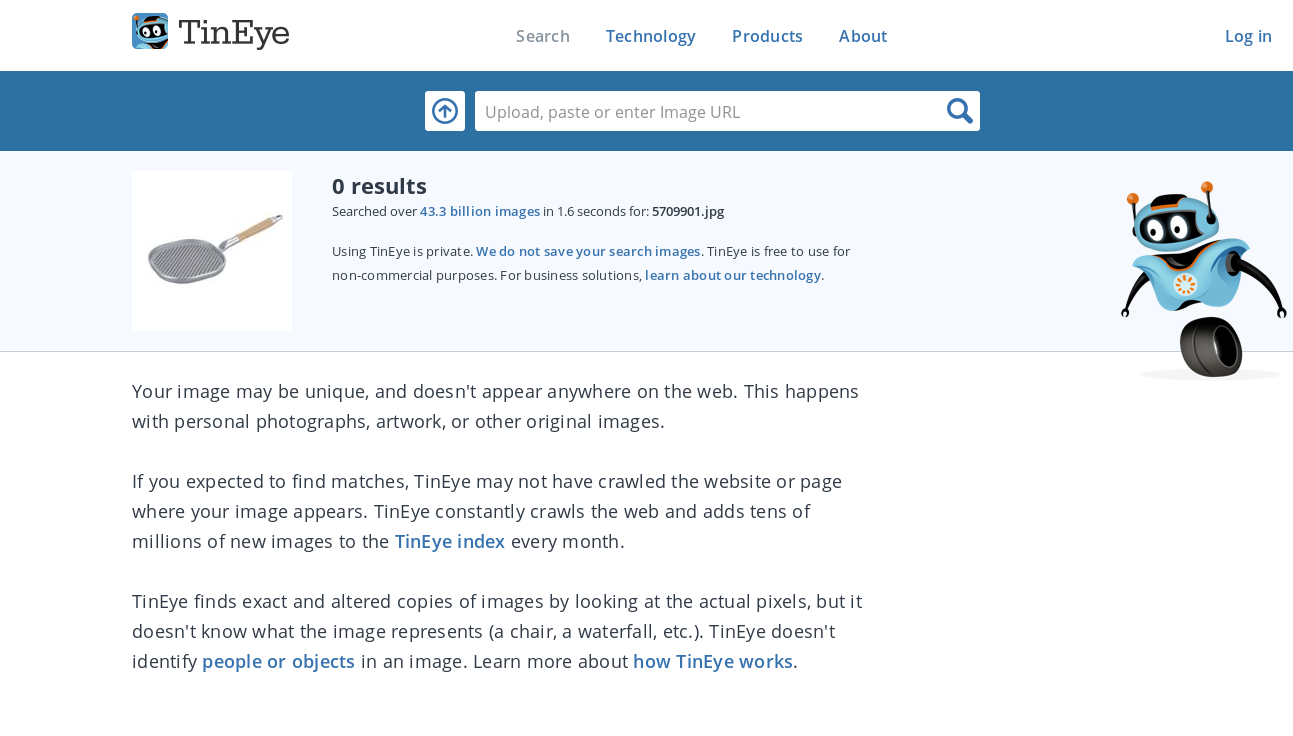 TinEye
Search
Technology
Products
About
Log in
Upload, paste or enter Image URL
0 results
Searched over 43.3 billion images in 1.6 seconds for: 5709901.jpg
Using TinEye is private. We do not save your search images. TinEye is free to use for
non-commercial purposes. For business solutions, learn about our technology.
Your image may be unique, and doesn't appear anywhere on the web. This happens
with personal photographs, artwork, or other original images.
If you expected to find matches, TinEye may not have crawled the website or page
where your image appears. TinEye constantly crawls the web and adds tens of
millions of new images to the TinEye index every month.
TinEye finds exact and altered copies of images by looking at the actual pixels, but it
doesn't know what the image represents (a chair, a waterfall, etc.). TinEye doesn't
identify people or objects in an image. Learn more about how TinEye works.